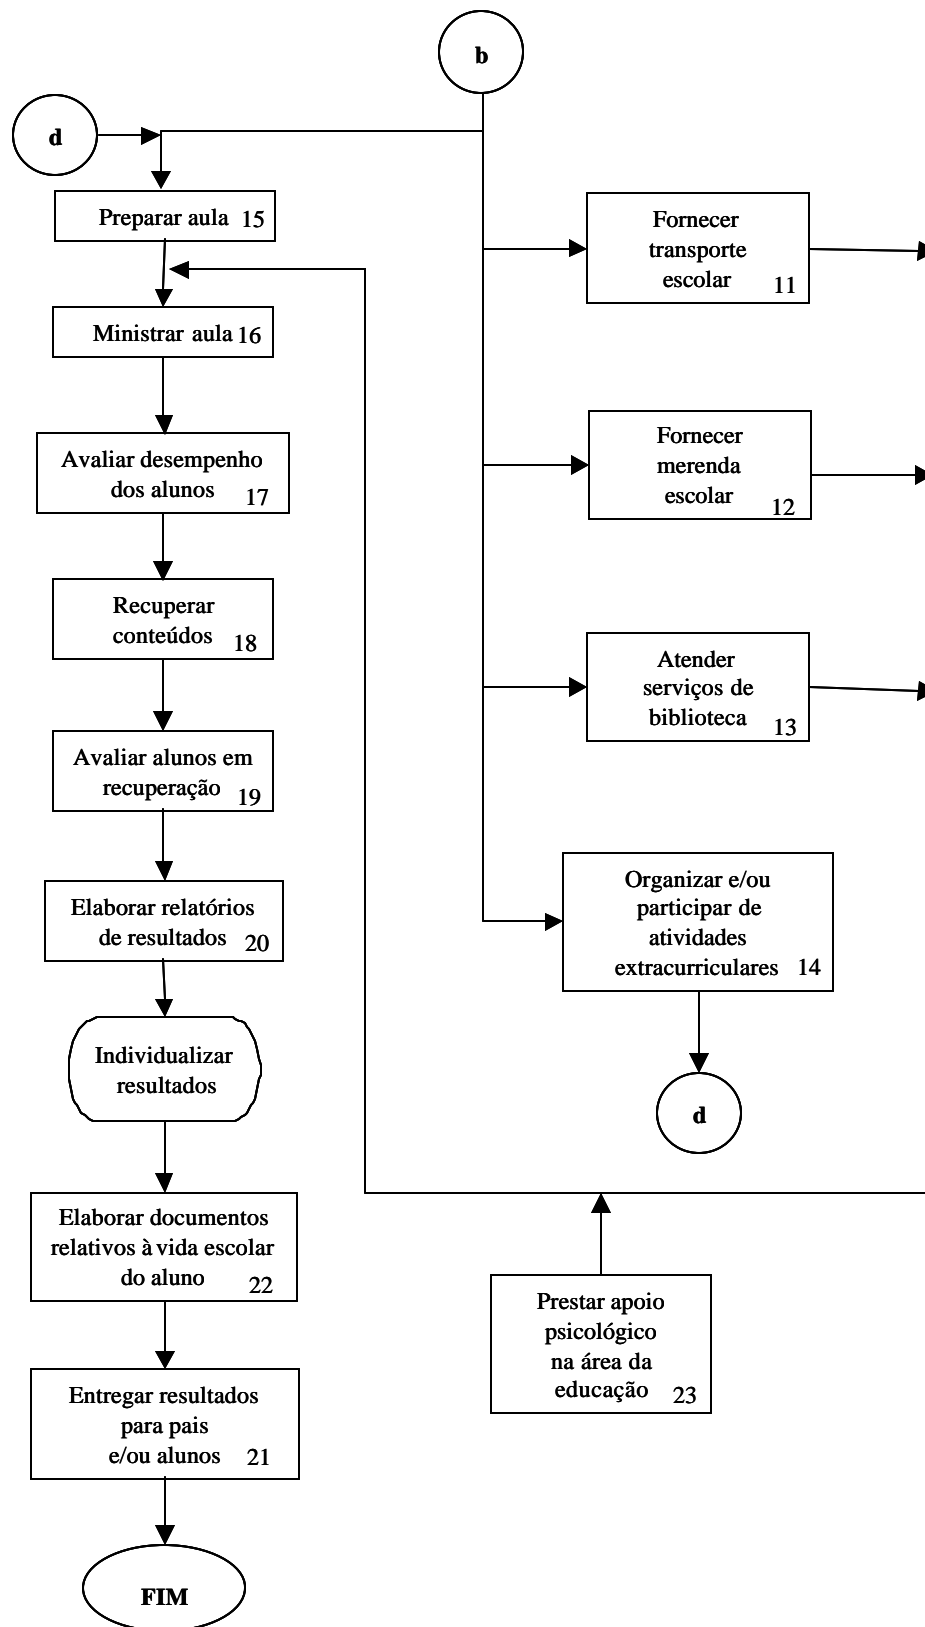 b
d
Preparar aula 15
Ministrar aula 16
Avaliar desempenho
dos alunos 17
Recuperar
conteúdos 18
Avaliar alunos em
recuperação 19
Elaborar relatórios
de resultados 20
Individualizar
resultados
Elaborar documentos
relativos à vida escolar
do aluno 22
Entregar resultados
para pais
e/ou alunos 21
FIM
Fornecer
transporte
escolar 11
Fornecer
merenda
escolar 12
Atender
serviços de
biblioteca 13
Organizar e/ou
participar de
atividades
extracurriculares 14
d
Prestar apoio
psicológico
na área da
educação 23